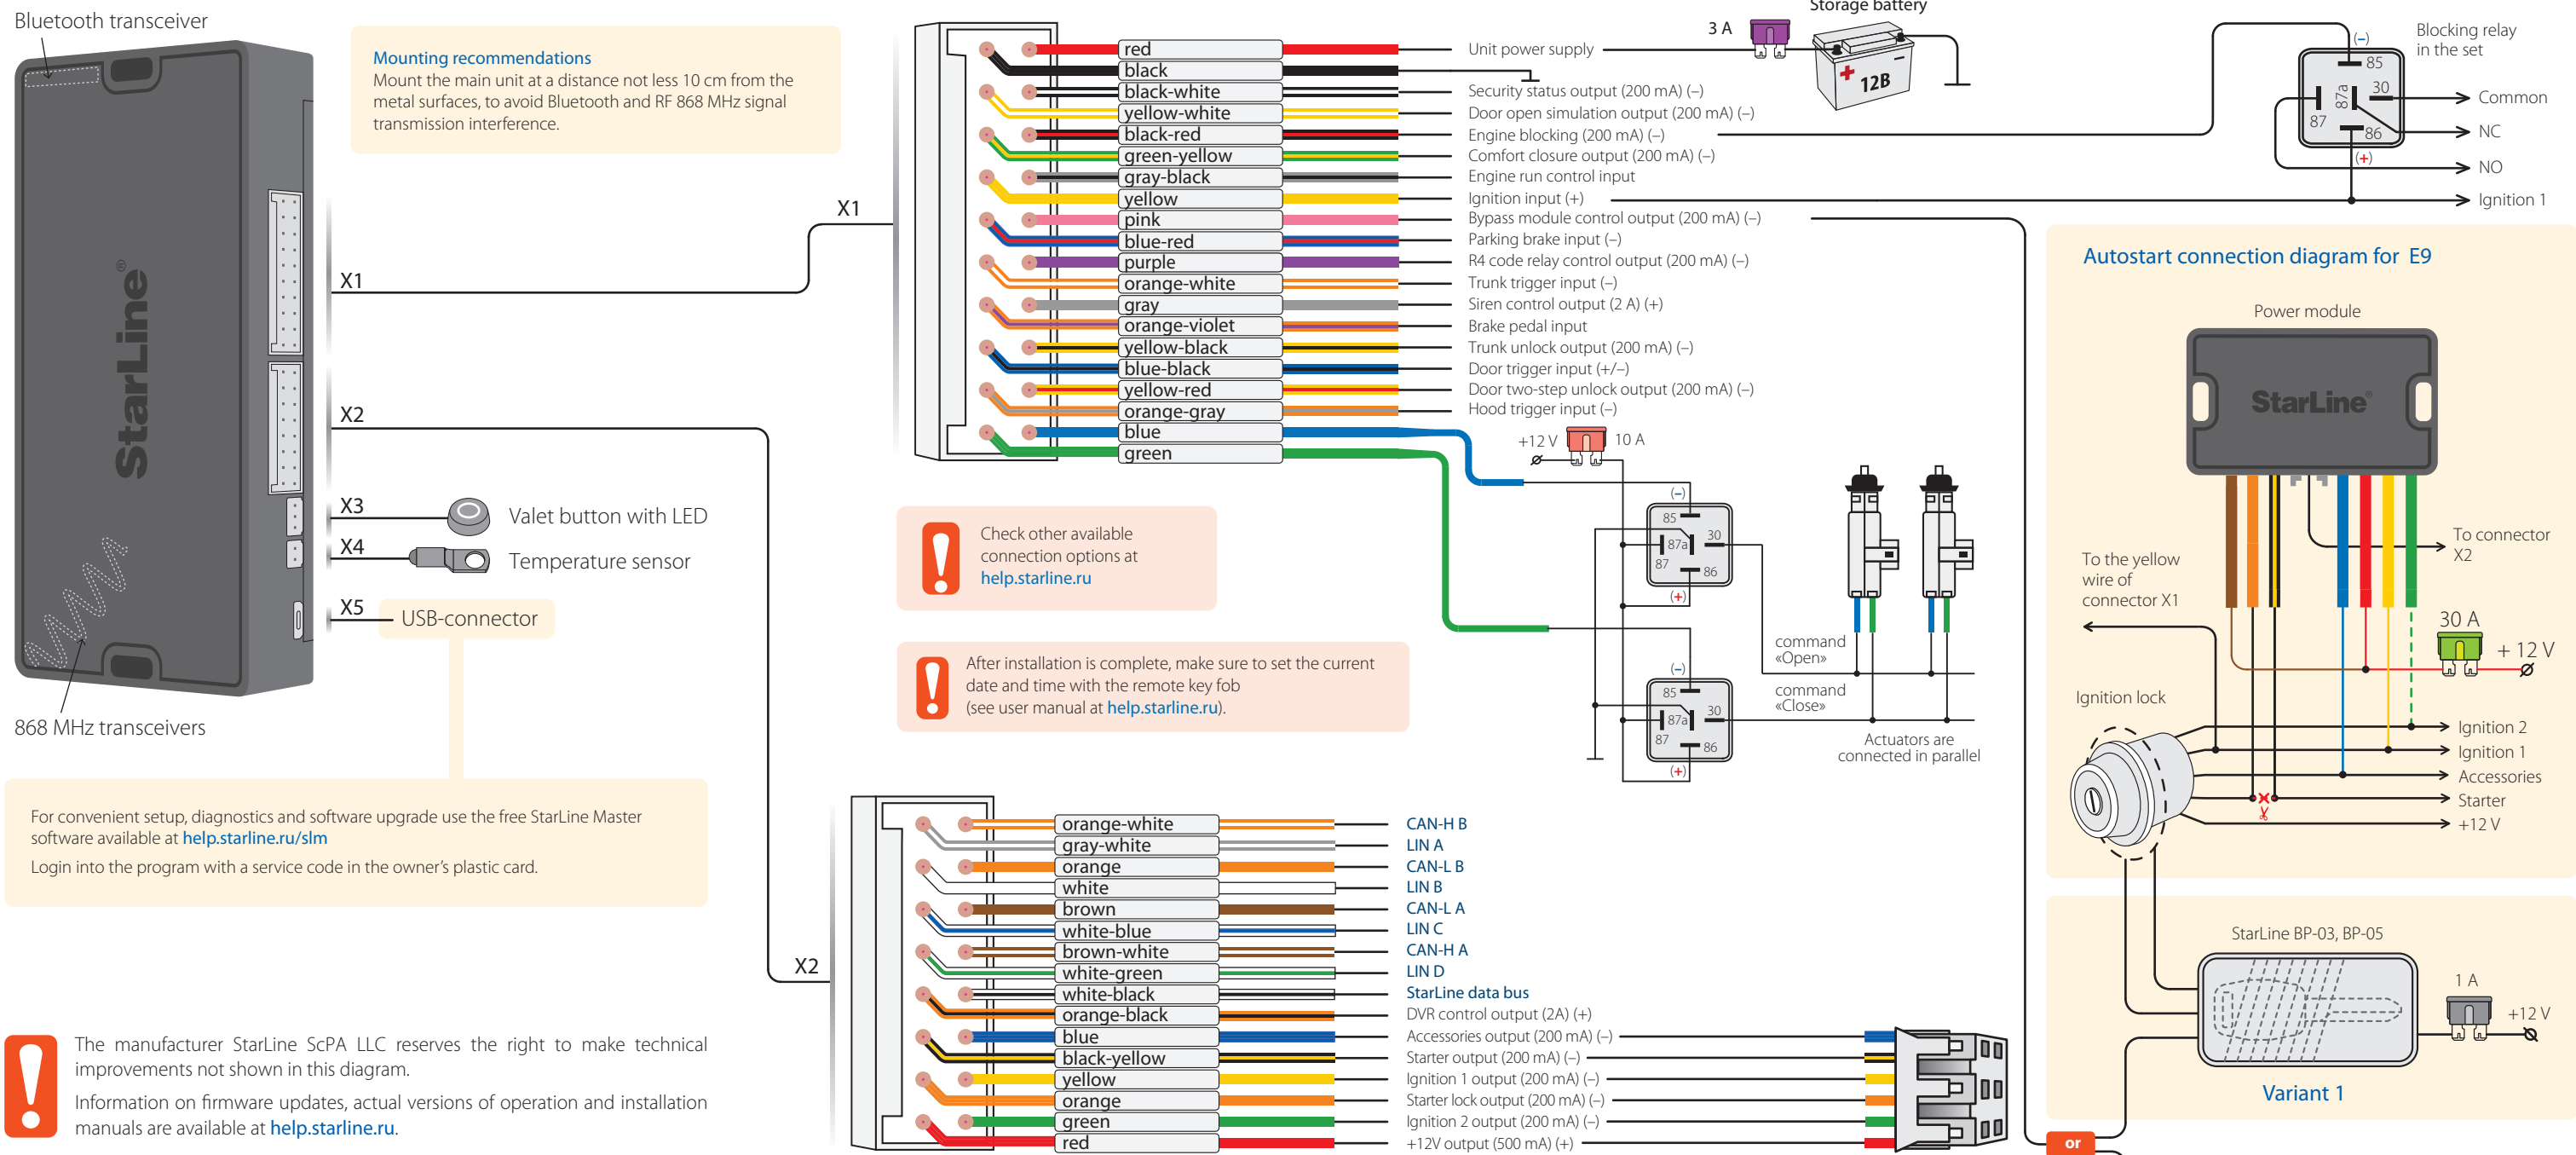 Bluetooth transceiver
StarLine®
868 MHz transceivers
Mounting recommendations
Mount the main unit at a distance not less 10 cm from the
metal surfaces, to avoid Bluetooth and RF 868 MHz signal
transmission interference.
X1
X2
X3
Valet button with LED
X4
Temperature sensor
X5
USB-connector
For convenient setup, diagnostics and software upgrade use the free StarLine Master
software available at help.starline.ru/slm
Login into the program with a service code in the owner's plastic card.
The manufacturer StarLine ScPA LLC reserves the right to make technical
improvements not shown in this diagram.
Information on firmware updates, actual versions of operation and installation
manuals are available at help.starline.ru.
X1
red Unit power supply
black
black-white Security status output (200 mA) (–)
yellow-white Door open simulation output (200 mA) (–)
black-red Engine blocking (200 mA) (–)
green-yellow Comfort closure output (200 mA) (–)
gray-black Engine run control input
yellow Ignition input (+)
pink Bypass module control output (200 mA) (–)
blue-red Parking brake input (–)
purple R4 code relay control output (200 mA) (–)
orange-white Trunk trigger input (–)
gray Siren control output (2 A) (+)
orange-violet Brake pedal input
yellow-black Trunk unlock output (200 mA) (–)
blue-black Door trigger input (+/–)
yellow-red Door two-step unlock output (200 mA) (–)
orange-gray Hood trigger input (–)
blue
green
3 A
Storage battery
+ –
12B
Blocking relay
in the set
(–)
85
87a
30
87
86
(+)
Common
NC
NO
Ignition 1
+12 V
10 A
(–)
85
30
87a
87
86
(+)
(–)
85
30
87a
87
86
(+)
command
«Open»
command
«Close»
Actuators are
connected in parallel
Check other available
connection options at
help.starline.ru
After installation is complete, make sure to set the current
date and time with the remote key fob
(see user manual at help.starline.ru).
X2
orange-white CAN-H B
gray-white LIN A
orange CAN-L B
white LIN B
brown CAN-L A
white-blue LIN C
brown-white CAN-H A
white-green LIN D
white-black StarLine data bus
orange-black DVR control output (2A) (+)
blue Accessories output (200 mA) (–)
black-yellow Starter output (200 mA) (–)
yellow Ignition 1 output (200 mA) (–)
orange Starter lock output (200 mA) (–)
green Ignition 2 output (200 mA) (–)
red +12V output (500 mA) (+)
Autostart connection diagram for E9
Power module
StarLine®
To connector
X2
To the yellow
wire of
connector X1
30 A
+ 12 V
Ignition lock
Ignition 2
Ignition 1
Accessories
Starter
+12 V
StarLine BP-03, BP-05
1 A
+12 V
Variant 1
or